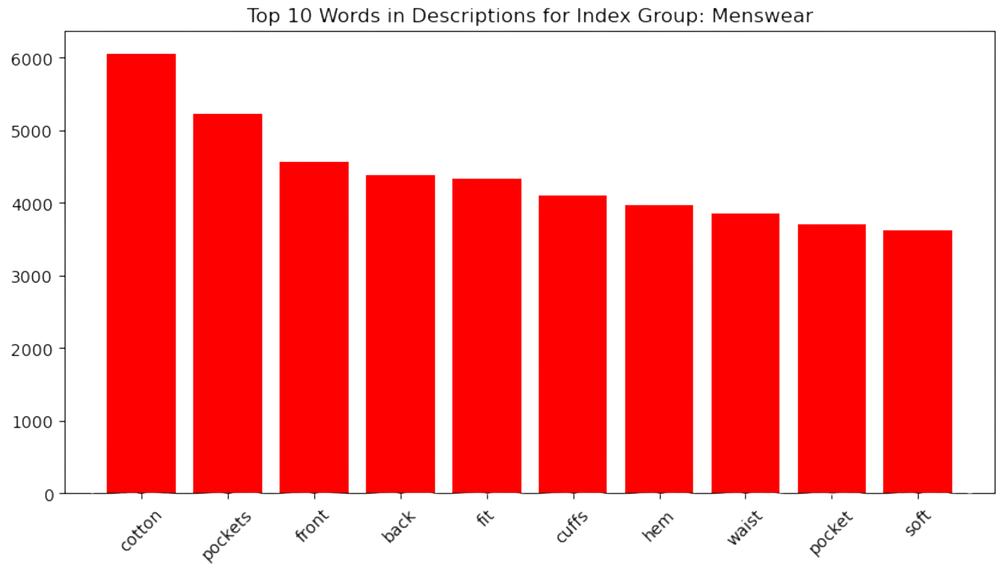 Top 10 Words in Descriptions for Index Group: Menswear
6000
5000
4000
3000
2000
1000
0
cotton
pockets
front
back
fit
cuffs
hem
waist
pocket
soft